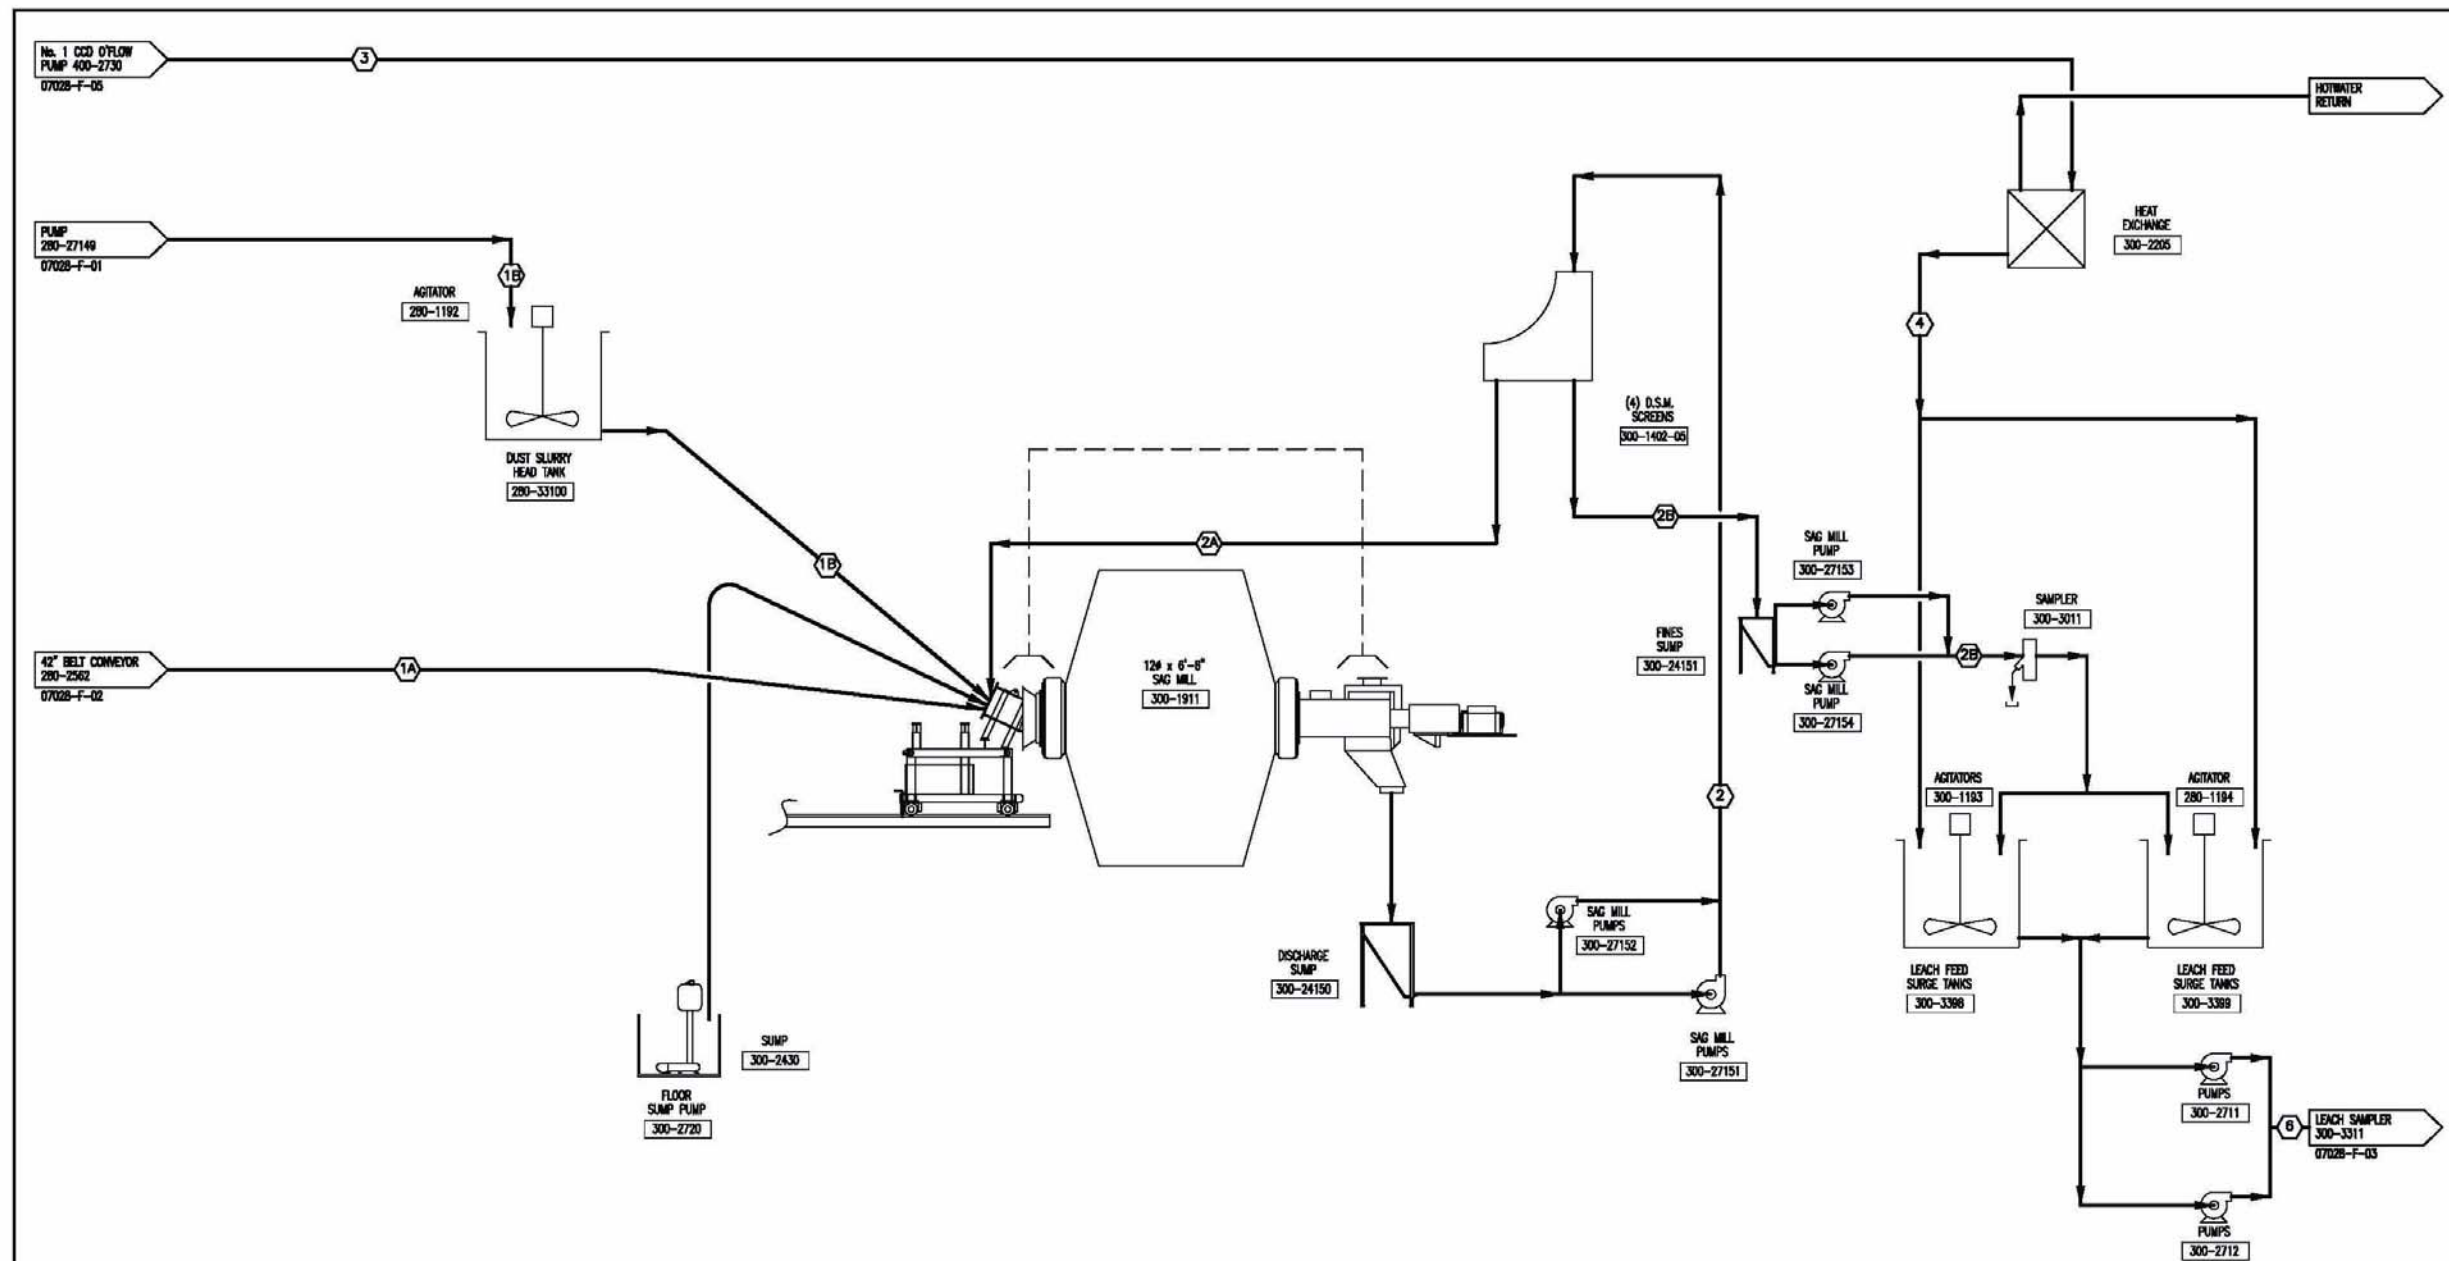 No. 1 CCD O'FLOW
PUMP 400-2730
07028-F-05
3
HOTWATER
RETURN
HEAT
EXCHANGE
300-2205
PUMP
280-27149
07028-F-01
1B
AGITATOR
280-1192
4
DUST SLURRY
HEAD TANK
280-33100
(4) D.S.M.
SCREENS
300-1402-05
2A
2B
1B
SAG MILL
PUMP
300-27153
SAMPLER
300-3011
FINES
SUMP
300-24151
2B
42" BELT CONVEYOR
280-2562
07028-F-02
1A
12ø x 6'-8"
SAG MILL
300-1911
SAG MILL
PUMP
300-27154
2
AGITATORS
300-1193
AGITATOR
280-1194
SAG MILL
PUMPS
300-27152
DISCHARGE
SUMP
300-24150
LEACH FEED
SURGE TANKS
300-3398
LEACH FEED
SURGE TANKS
300-3399
SUMP
300-2430
SAG MILL
PUMPS
300-27151
FLOOR
SUMP PUMP
300-2720
PUMPS
300-2711
6
LEACH SAMPLER
300-3311
07028-F-03
PUMPS
300-2712